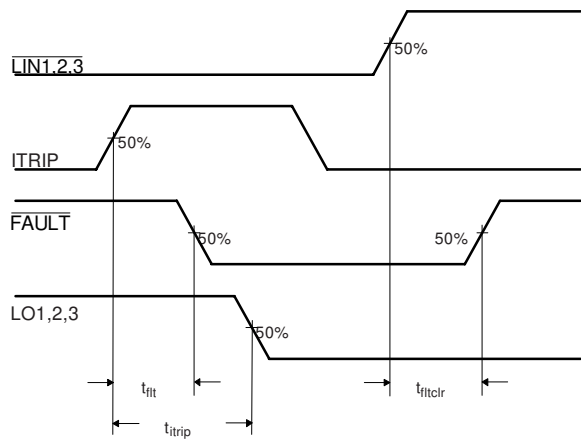 LIN1,2,3
50%
ITRIP
50%
FAULT
50%
50%
LO1,2,3
50%
tflt
tfltclr
titrip